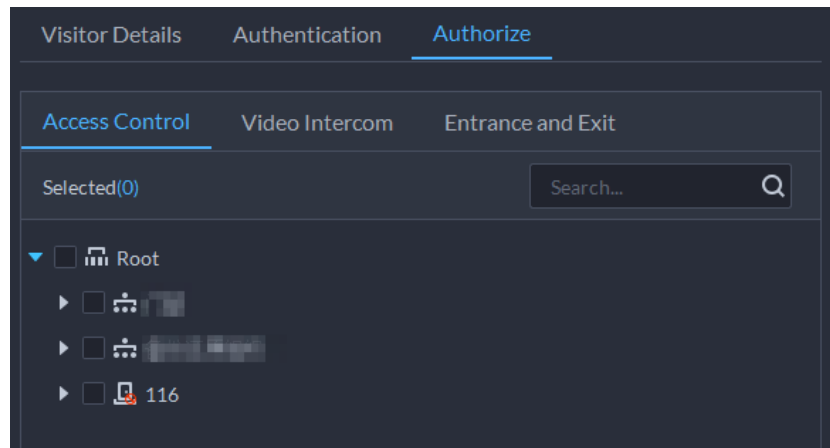 Visitor Details Authentication Authorize
Access Control Video Intercom Entrance and Exit
Selected(0) Search...
Root
116